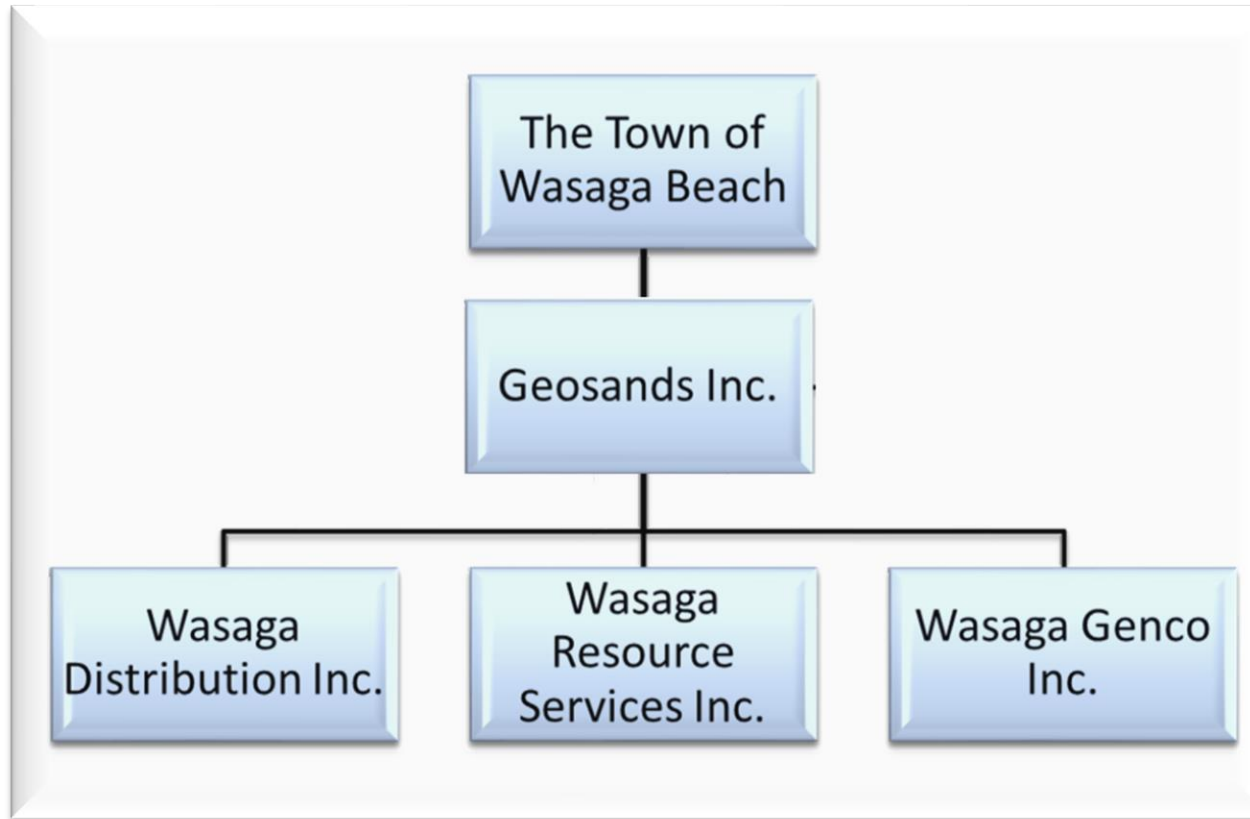 The Town of
Wasaga Beach
Geosands Inc.
Wasaga
Distribution Inc.
Wasaga
Resource
Services Inc.
Wasaga Genco
Inc.